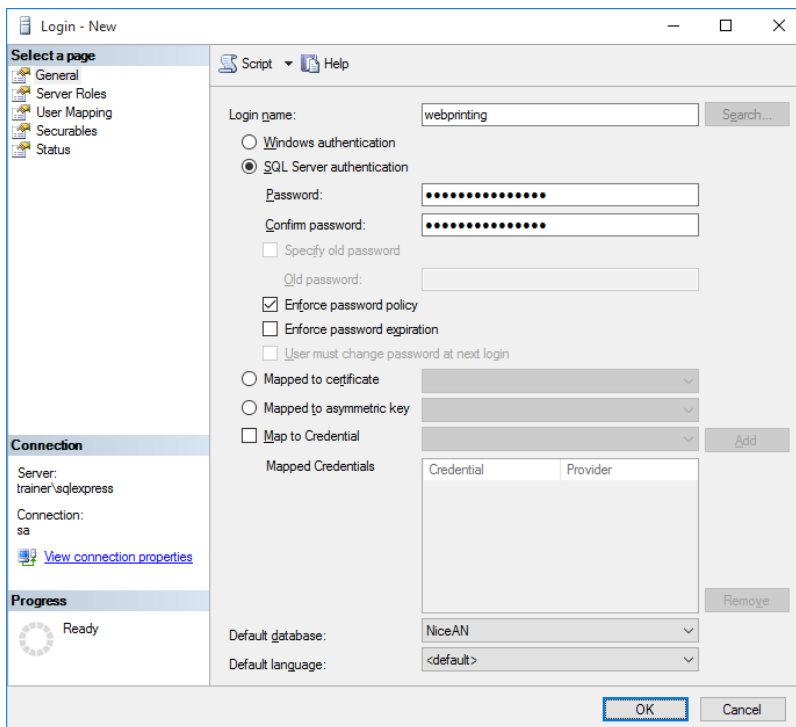 Login - New
Select a page
General
Server Roles
User Mapping
Securables
Status
Script Help
Login name: webprinting Search...
Windows authentication
SQL Server authentication
Password: ●●●●●●●●●●●●●●●
Confirm password: ●●●●●●●●●●●●●●●
Specify old password
Old password:
Enforce password policy
Enforce password expiration
User must change password at next login
Mapped to certificate
Mapped to asymmetric key
Map to Credential Add
Mapped Credentials Credential Provider
Remove
Default database: NiceAN
Default language: <default>
Connection
Server:
trainer\sqlexpress
Connection:
sa
View connection properties
Progress
Ready
OK Cancel